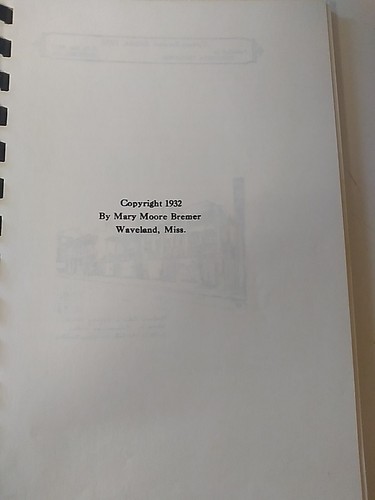 Copyright 1932
By Mary Moore Bremer
Waveland, Miss.